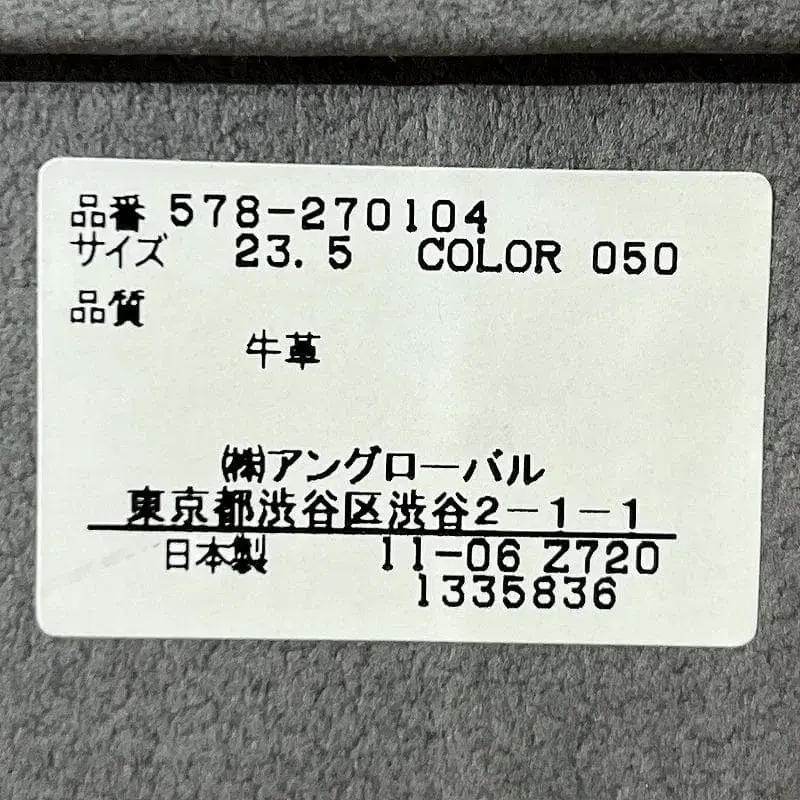 品番 578-270104
サイズ 23.5 COLOR 050
品質
牛革
㈱アングローバル
東京都渋谷区渋谷2-1-1
日本製 11-06 Z720
1335836